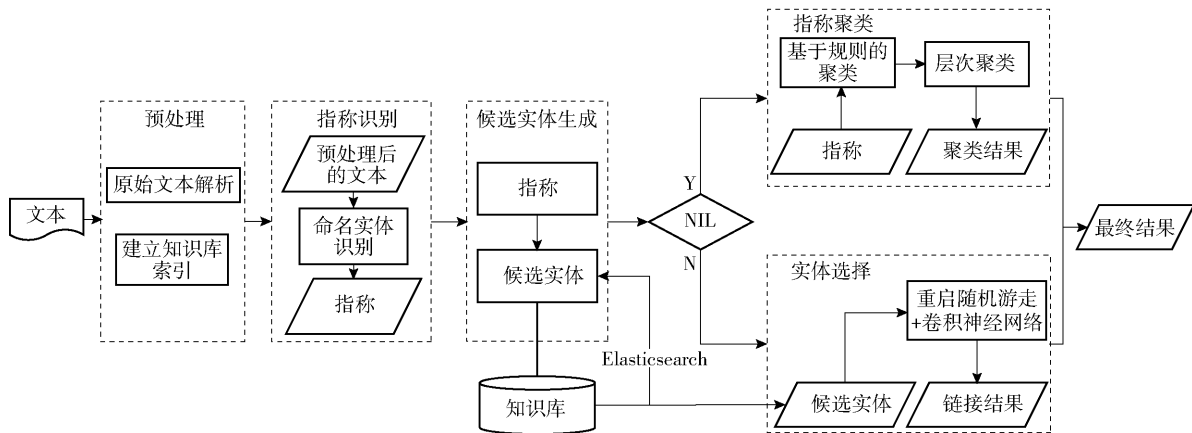 文本
预处理
原始文本解析
建立知识库
索引
指称识别
预处理后
的文本
命名实体
识别
指称
候选实体生成
指称
候选实体
知识库
Elasticsearch
NIL
Y
N
指称聚类
基于规则的
聚类
层次聚类
指称
聚类结果
实体选择
重启随机游走
+卷积神经网络
候选实体
链接结果
最终结果